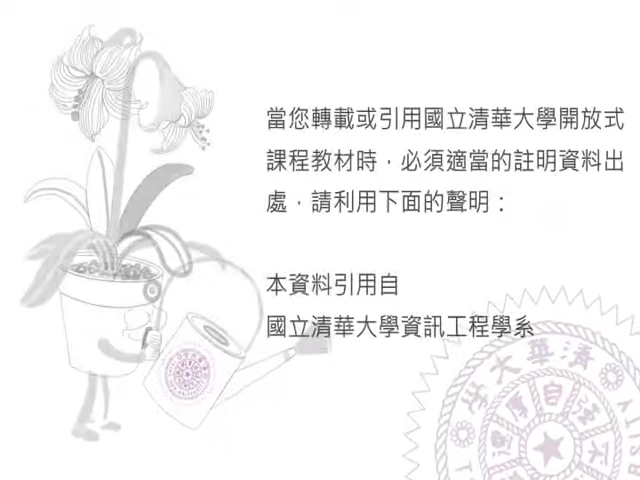 當您轉載或引用國立清華大學開放式
課程教材時，必須適當的註明資料出
處，請利用下面的聲明：
本資料引用自
國立清華大學資訊工程學系